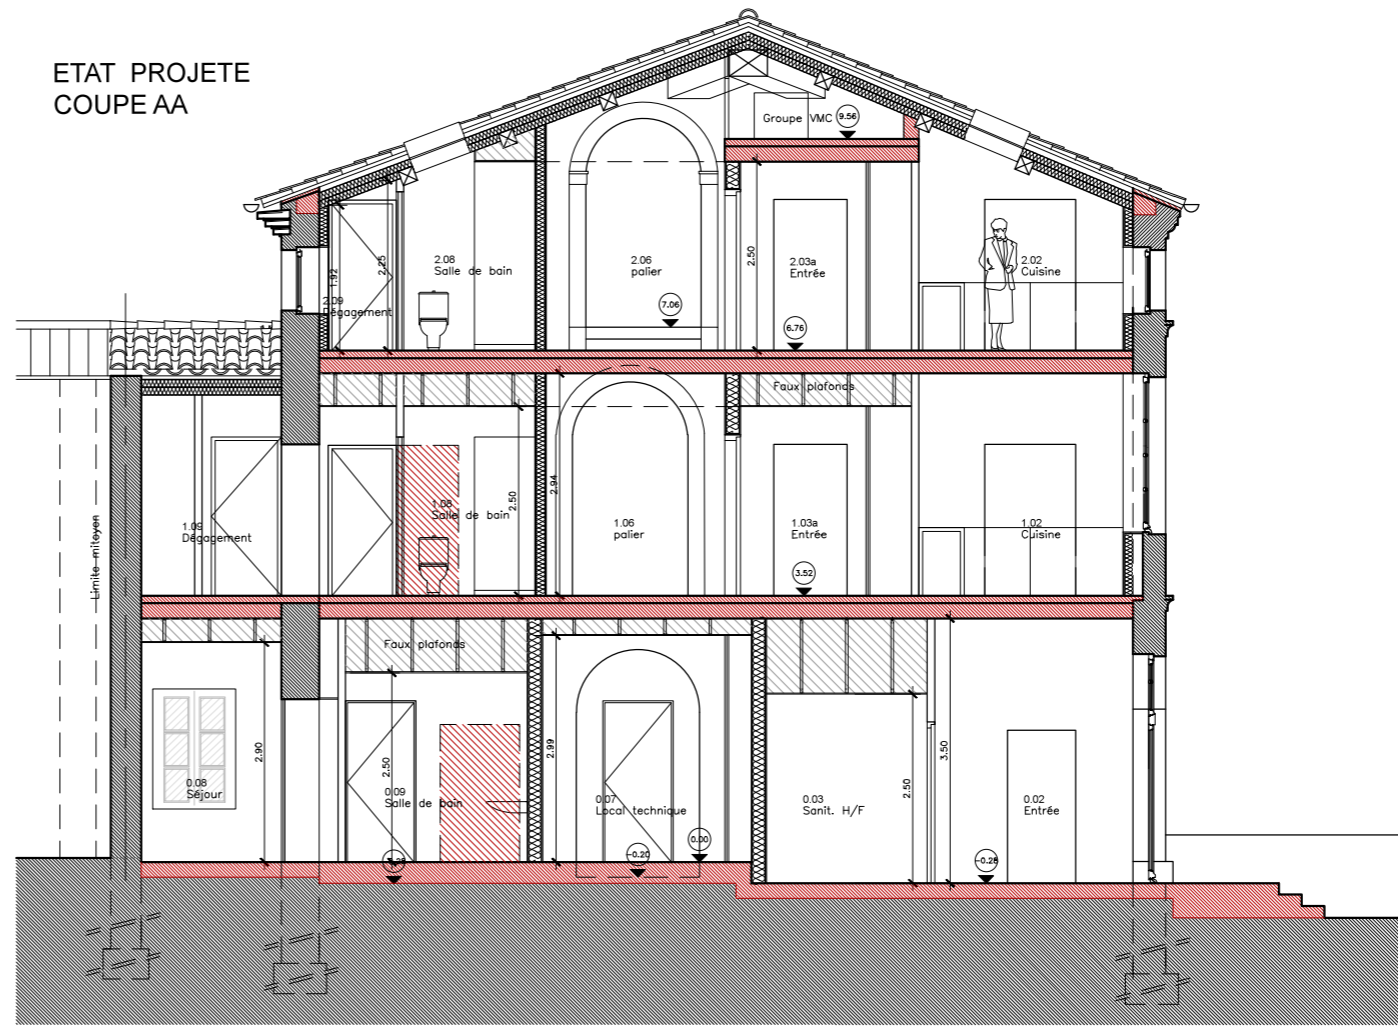 ETAT PROJETE
COUPE AA
Groupe VMC
9.56
1.92
2.25
2.08
Salle de bain
2.09
Dégagement
2.06
palier
7.06
2.50
2.03a
Entrée
6.76
2.02
Cuisine
Faux plafonds
Limite mitoyen
1.09
Dégagement
1.08
Salle de bain
2.50
2.94
1.06
palier
1.03a
Entrée
3.52
1.02
Cuisine
Faux plafonds
0.08
Séjour
2.90
2.50
0.09
Salle de bain
2.99
0.07
Local technique
0.00
-0.20
0.03
Sanit. H/F
2.50
3.50
0.02
Entrée
-0.28